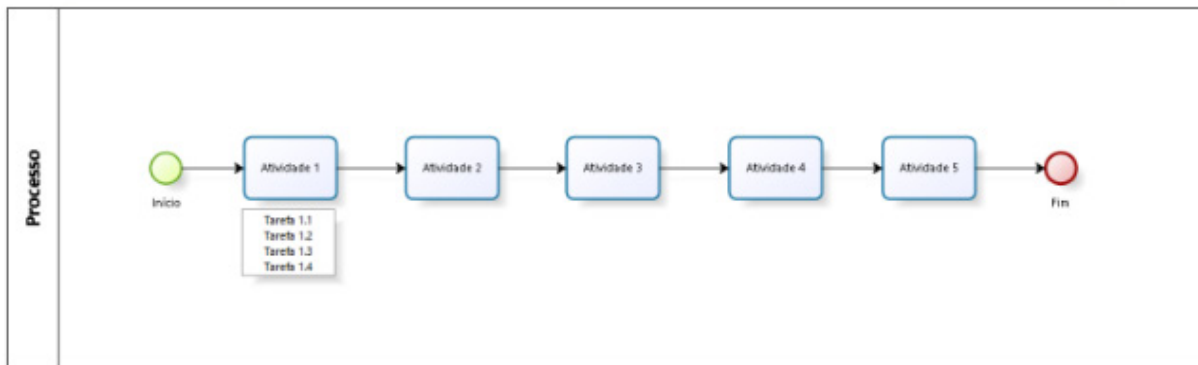 Processo
Início
Atividade 1
Atividade 2
Atividade 3
Atividade 4
Atividade 5
Fim
Tarefa 1.1
Tarefa 1.2
Tarefa 1.3
Tarefa 1.4